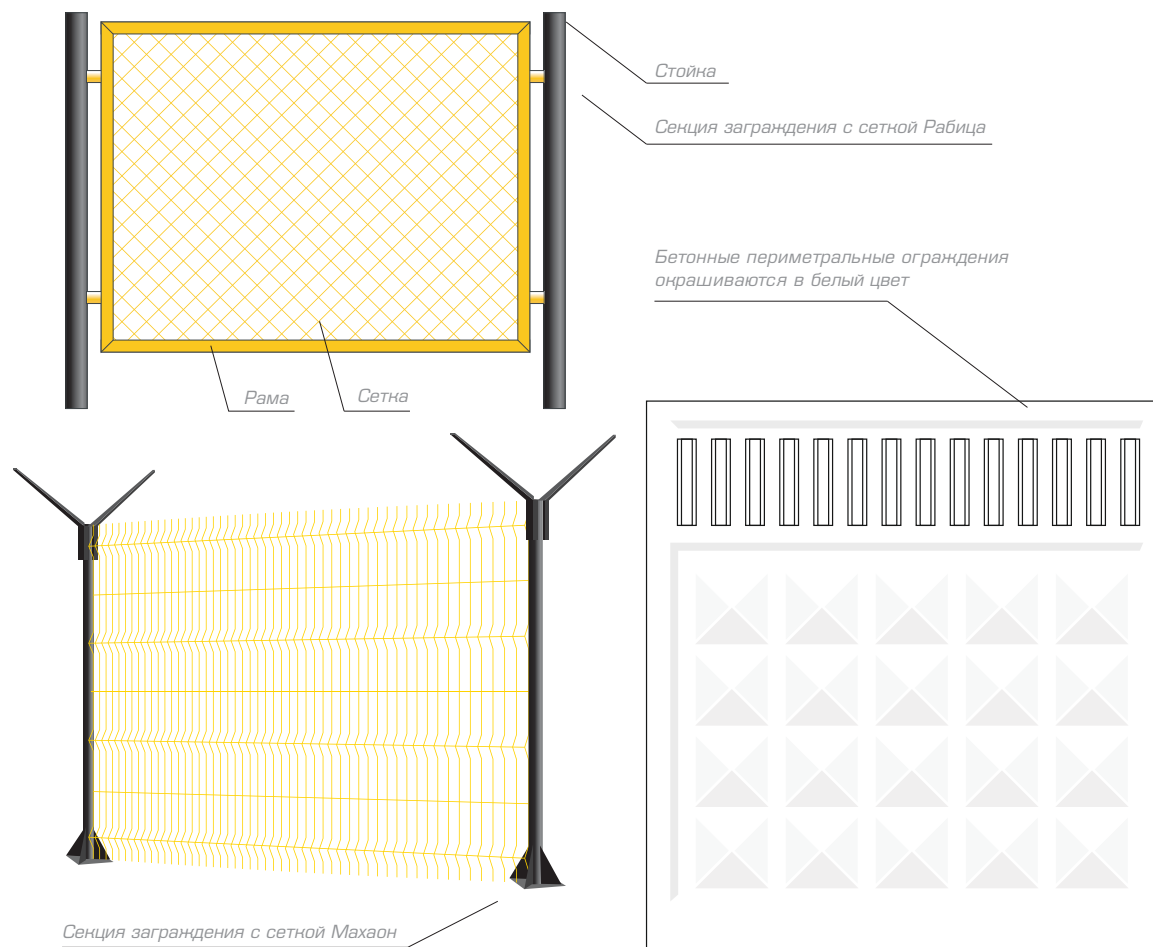 Стойка
Секция заграждения с сеткой Рабица
Бетонные периметральные ограждения
окрашиваются в белый цвет
Рама
Сетка
Секция заграждения с сеткой Махаон